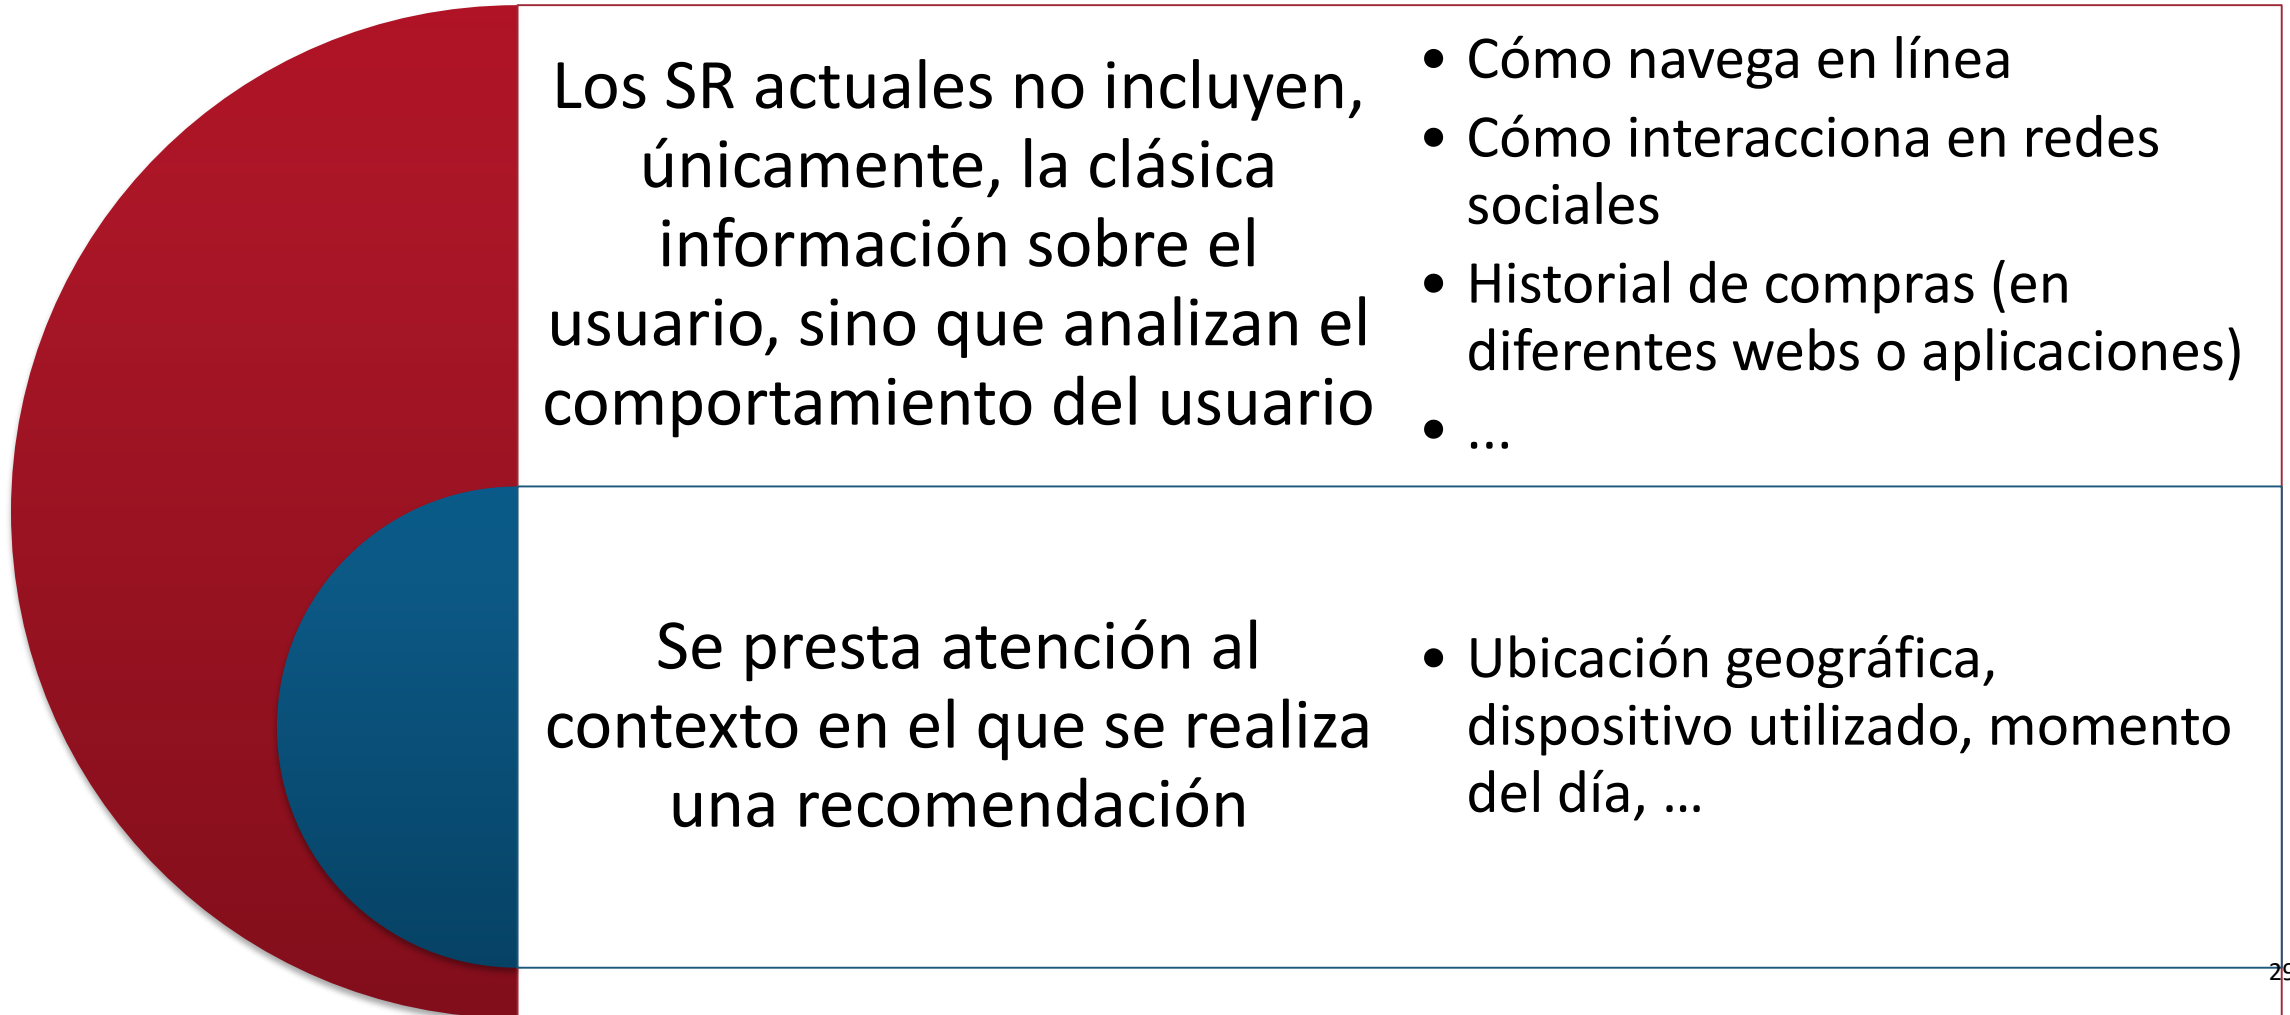 Los SR actuales no incluyen,
únicamente, la clásica
información sobre el
usuario, sino que analizan el
comportamiento del usuario
• Cómo navega en línea
• Cómo interacciona en redes
sociales
• Historial de compras (en
diferentes webs o aplicaciones)
• ...
Se presta atención al
contexto en el que se realiza
una recomendación
• Ubicación geográfica,
dispositivo utilizado, momento
del día, ...
29